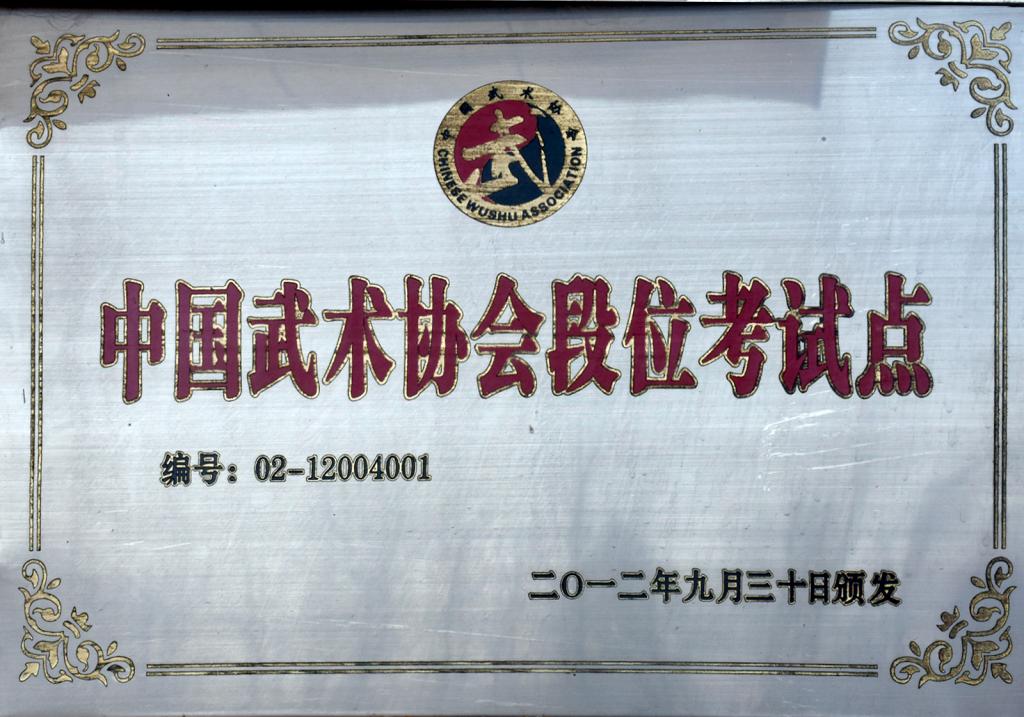 中国武术协会
武
CHINESE WUSHU ASSOCIATION
中国武术协会段位考试点
编号：02-12004001
二〇一二年九月三十日颁发